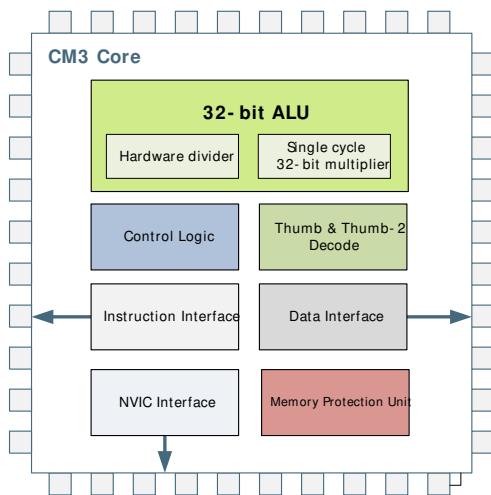 CM3 Core
32- bit ALU
Hardware divider
Single cycle
32- bit multiplier
Control Logic
Thumb & Thumb- 2
Decode
Instruction Interface
Data Interface
NVIC Interface
Memory Protection Unit